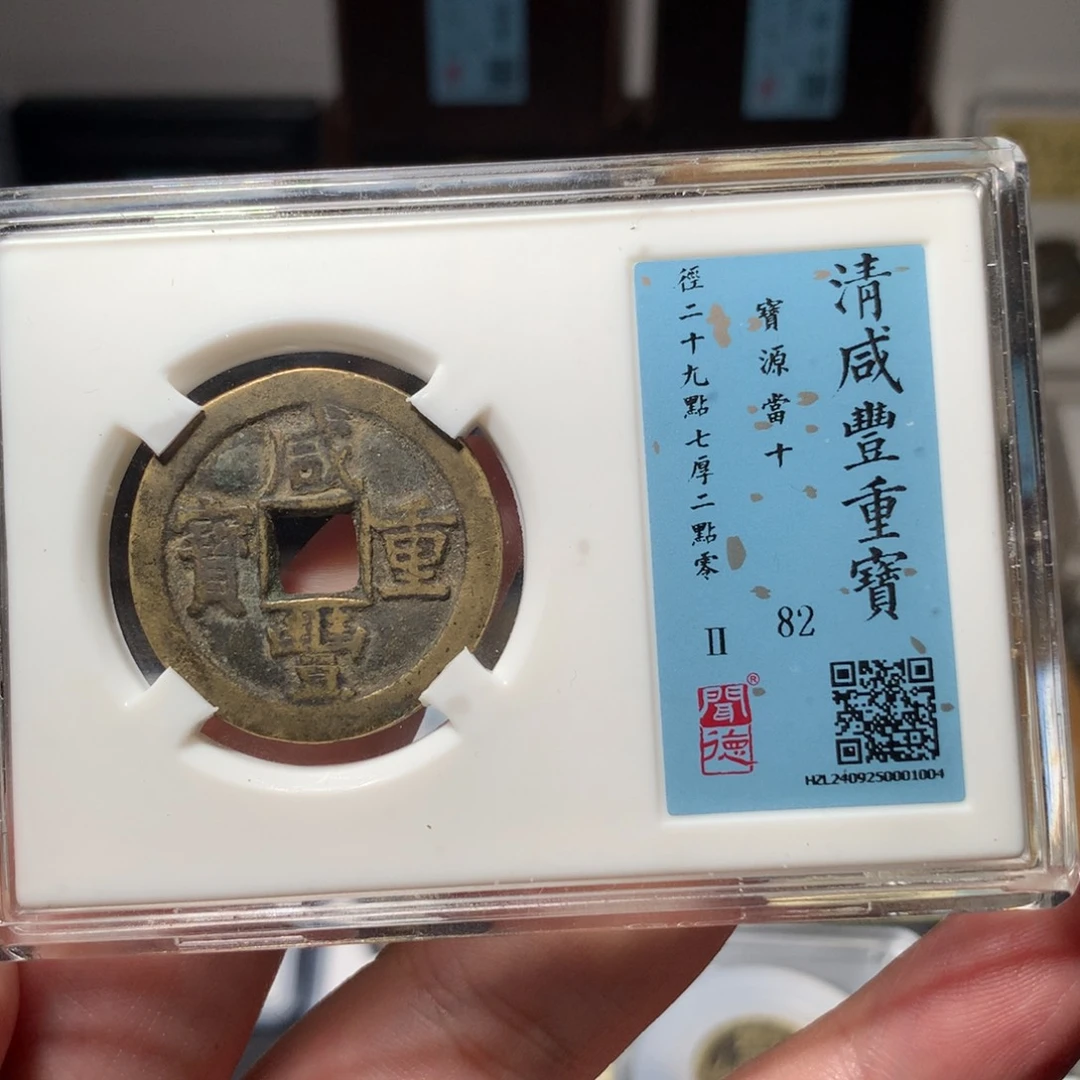 咸豐重寶
清咸豐重寶
寶源當十
82
徑二十九點七厚二點零
II
聞德
®
HZL2409250001004